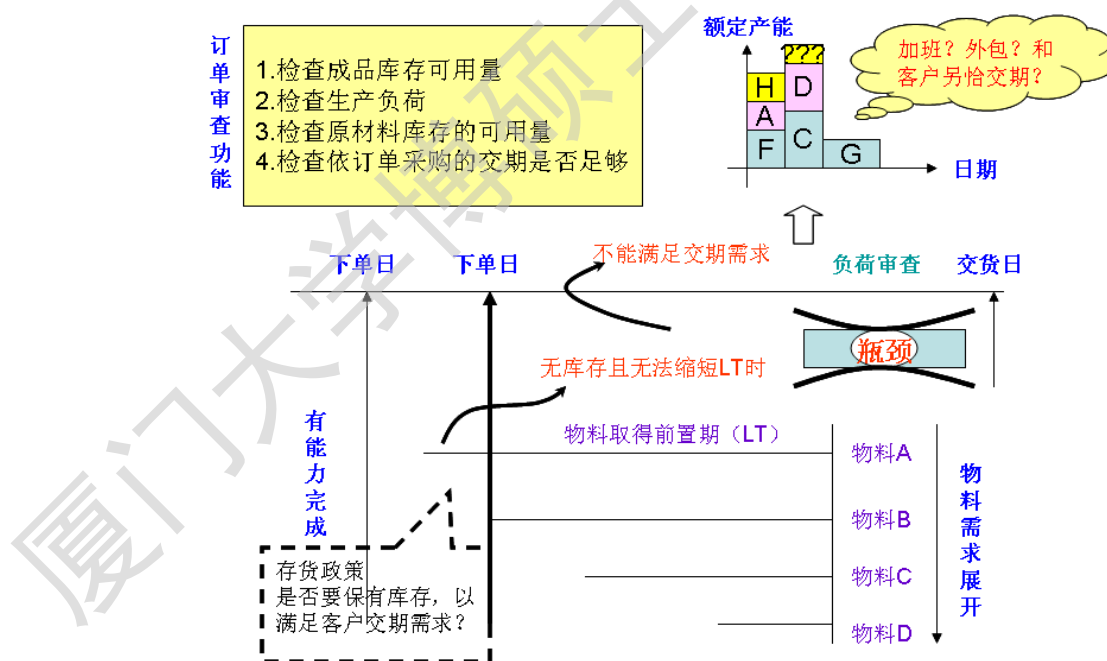 订单审查功能
1.检查成品库存可用量
2.检查生产负荷
3.检查原材料库存的可用量
4.检查依订单采购的交期是否足够
额定产能
???
H
D
A
F
C
G
日期
加班？外包？和
客户另恰交期？
下单日
下单日
不能满足交期需求
负荷审查
交货日
瓶颈
无库存且无法缩短LT时
有能力完成
物料取得前置期（LT）
物料A
物料B
物料C
物料D
物料需求展开
存货政策
是否要保有库存，以
满足客户交期需求？
厦门大学博硕士